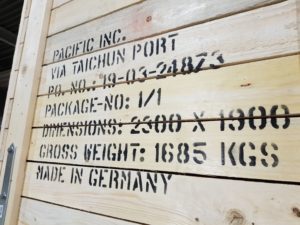 PACIFIC INC.
VIA TAICHUN PORT
PO. NO.: 19-03-24873
PACKAGE-NO: 1/1
DIMENSIONS: 2300 X 1900
GROSS WEIGHT: 1685 KGS
MADE IN GERMANY